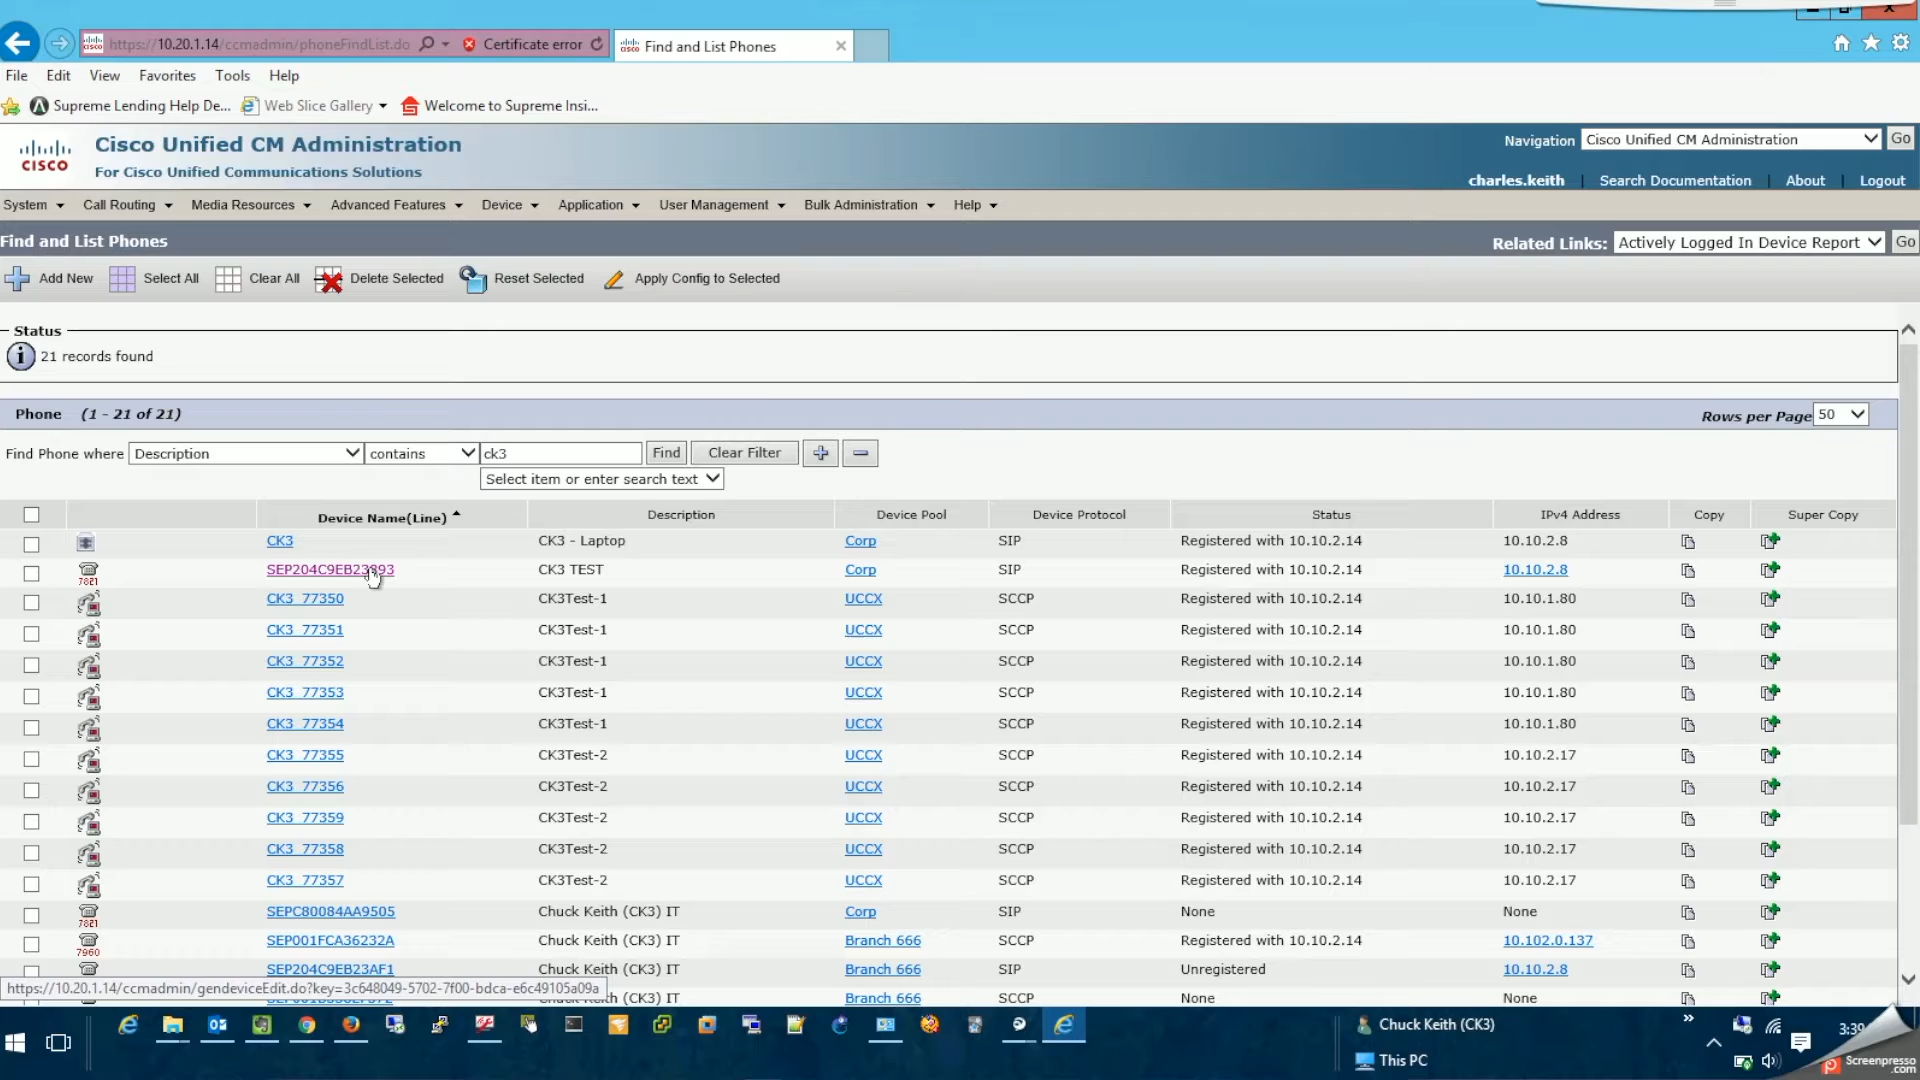 https://10.20.1.14/ccmadmin/phoneFindList.do
Certificate error
Find and List Phones
File Edit View Favorites Tools Help
Supreme Lending Help De... Web Slice Gallery Welcome to Supreme Insi...
CISCO
Cisco Unified CM Administration
For Cisco Unified Communications Solutions
Navigation Cisco Unified CM Administration Go
charles.keith Search Documentation About Logout
System Call Routing Media Resources Advanced Features Device Application User Management Bulk Administration Help
Find and List Phones
Related Links: Actively Logged In Device Report Go
Add New Select All Clear All Delete Selected Reset Selected Apply Config to Selected
Status
21 records found
Phone (1 - 21 of 21)
Rows per Page 50
Find Phone where Description contains ck3 Find Clear Filter
Select item or enter search text
Device Name(Line) Description Device Pool Device Protocol Status IPv4 Address Copy Super Copy
CK3 CK3 - Laptop Corp SIP Registered with 10.10.2.14 10.10.2.8
7821 CK3 TEST Corp SIP Registered with 10.10.2.14 10.10.2.8
CK3_77350 CK3Test-1 UCCX SCCP Registered with 10.10.2.14 10.10.1.80
CK3_77351 CK3Test-1 UCCX SCCP Registered with 10.10.2.14 10.10.1.80
CK3_77352 CK3Test-1 UCCX SCCP Registered with 10.10.2.14 10.10.1.80
CK3_77353 CK3Test-1 UCCX SCCP Registered with 10.10.2.14 10.10.1.80
CK3_77354 CK3Test-1 UCCX SCCP Registered with 10.10.2.14 10.10.1.80
CK3_77355 CK3Test-2 UCCX SCCP Registered with 10.10.2.14 10.10.2.17
CK3_77356 CK3Test-2 UCCX SCCP Registered with 10.10.2.14 10.10.2.17
CK3_77359 CK3Test-2 UCCX SCCP Registered with 10.10.2.14 10.10.2.17
CK3_77358 CK3Test-2 UCCX SCCP Registered with 10.10.2.14 10.10.2.17
CK3_77357 CK3Test-2 UCCX SCCP Registered with 10.10.2.14 10.10.2.17
7821 SEPC80084AA9505 Chuck Keith (CK3) IT Corp SIP None None
7960 SEP001FCA36232A Chuck Keith (CK3) IT Branch 666 SCCP Registered with 10.10.2.14 10.102.0.137
SEP204C9EB23AF1 Chuck Keith (CK3) IT Branch 666 SIP Unregistered 10.10.2.8
Chuck Keith (CK3) IT Branch 666 SCCP None None
https://10.20.1.14/ccmadmin/gendeviceEdit.do?key=3c648049-5702-7f00-bdca-e6c49105a09a
Chuck Keith (CK3)
This PC
3:39
Screenpresso
.com